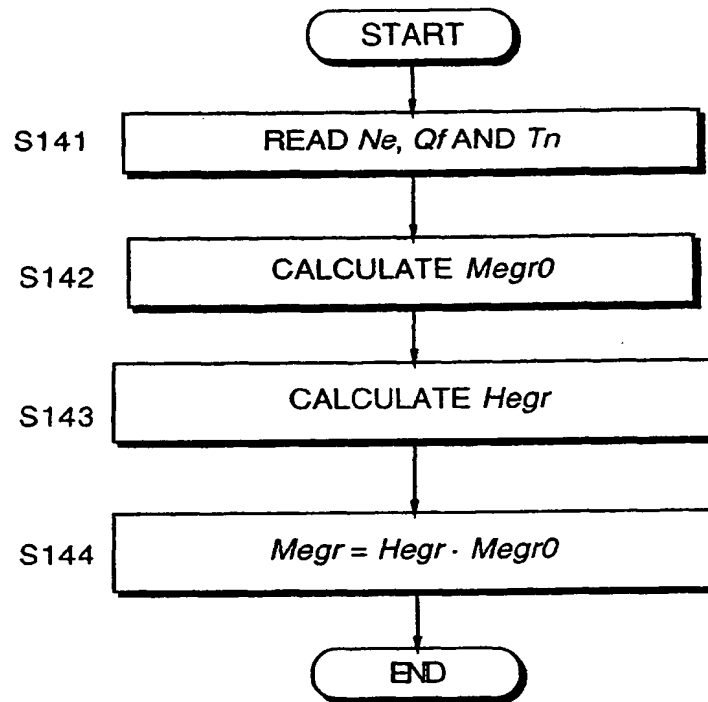 START
S141
READ Ne, Qf AND Tn
S142
CALCULATE Megr0
S143
CALCULATE Hegr
S144
Megr = Hegr · Megr0
END